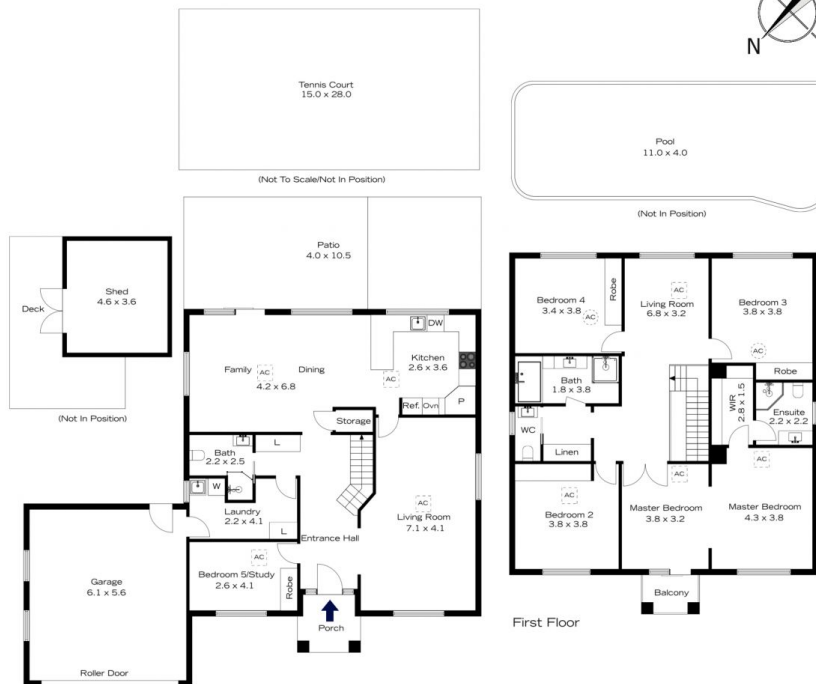 N
Tennis Court
15.0 x 28.0
(Not To Scale/Not In Position)
Pool
11.0 x 4.0
(Not In Position)
Patio
4.0 x 10.5
Shed
4.6 x 3.6
Deck
(Not In Position)
Family
Dining
AC
4.2 x 6.8
DW
Kitchen
2.6 x 3.6
AC
Ref.
Ovn
P
Storage
Bath
2.2 x 2.5
L
W
Laundry
2.2 x 4.1
L
Entrance Hall
AC
Living Room
7.1 x 4.1
AC
Bedroom 5/Study
2.6 x 4.1
Robe
Garage
6.1 x 5.6
Roller Door
Porch
Bedroom 4
3.4 x 3.8
Robe
AC
AC
Living Room
6.8 x 3.2
Bedroom 3
3.8 x 3.8
AC
Robe
Bath
1.8 x 3.8
WIR
2.8 x 1.5
Ensuite
2.2 x 2.2
WC
Linen
AC
Bedroom 2
3.8 x 3.8
AC
Master Bedroom
3.8 x 3.2
AC
Master Bedroom
4.3 x 3.8
Balcony
First Floor